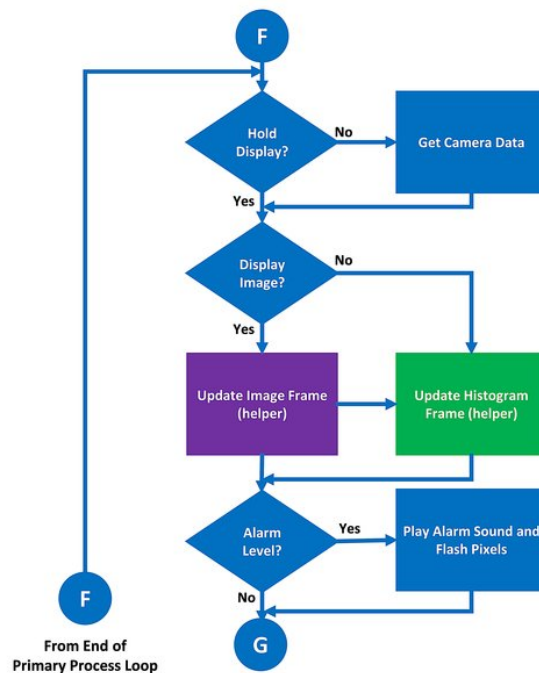 F
Hold
Display?
No
Get Camera Data
Yes
Display
Image?
No
Yes
Update Image Frame
(helper)
Update Histogram
Frame (helper)
Alarm
Level?
Yes
Play Alarm Sound and
Flash Pixels
No
F
G
From End of
Primary Process Loop